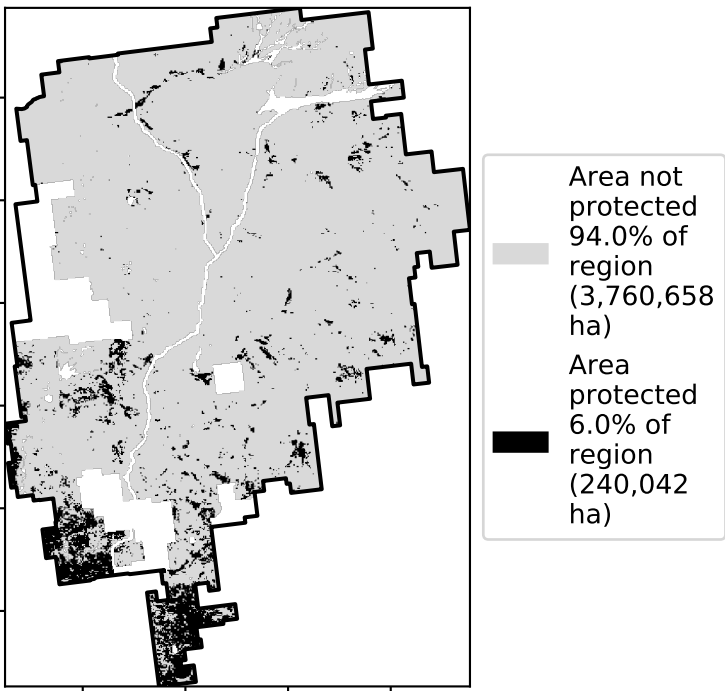 Area not
protected
94.0% of
region
(3,760,658
ha)
Area
protected
6.0% of
region
(240,042
ha)